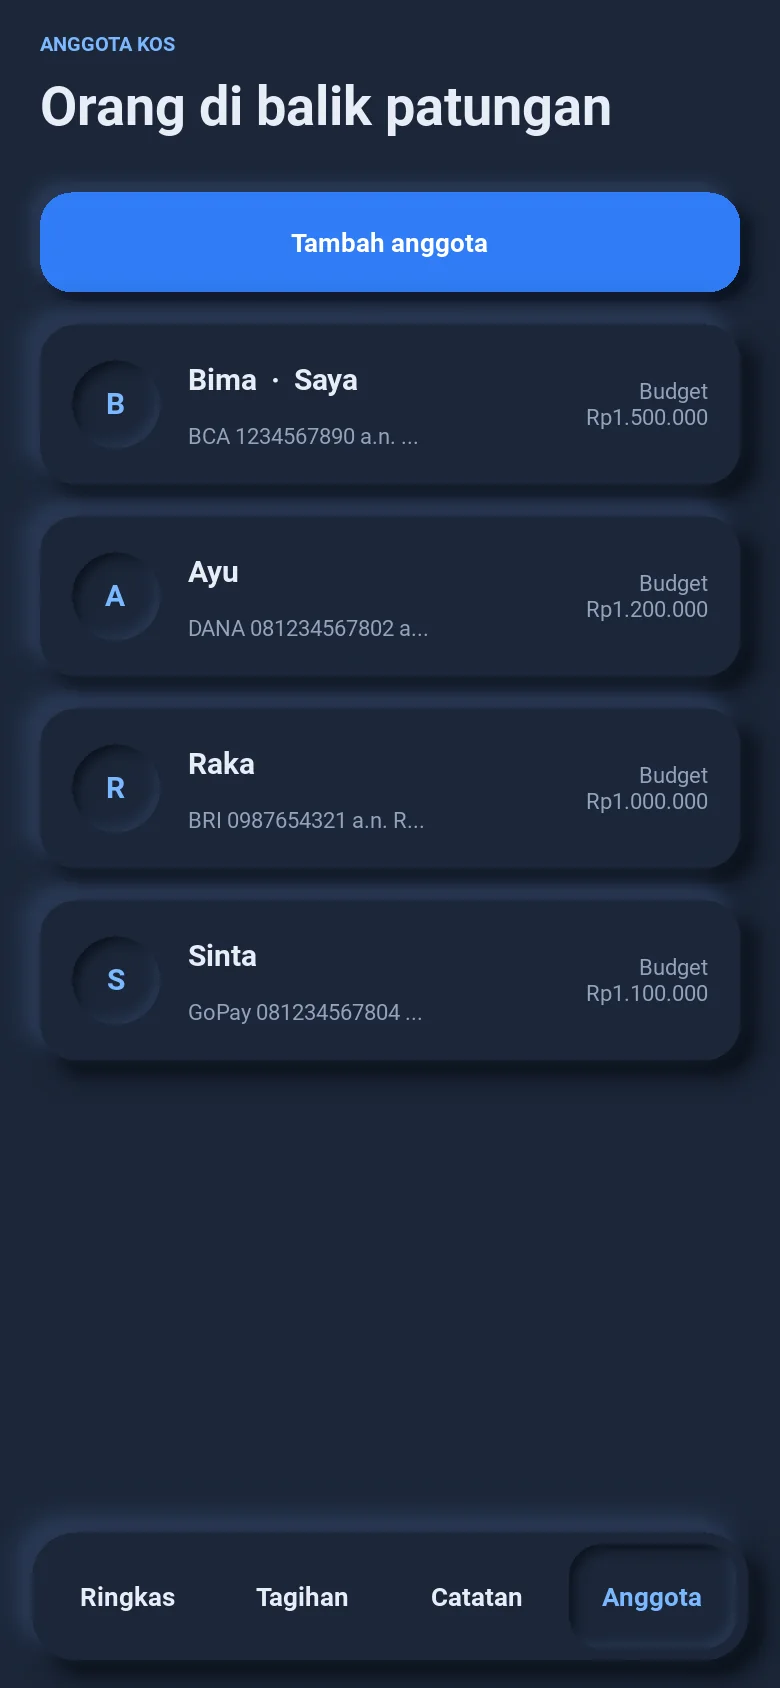 ANGGOTA KOS
Orang di balik patungan
Tambah anggota
B
Bima · Saya
BCA 1234567890 a.n. ...
Budget
Rp1.500.000
A
Ayu
DANA 081234567802 a...
Budget
Rp1.200.000
R
Raka
BRI 0987654321 a.n. R...
Budget
Rp1.000.000
S
Sinta
GoPay 081234567804 ...
Budget
Rp1.100.000
Ringkas
Tagihan
Catatan
Anggota